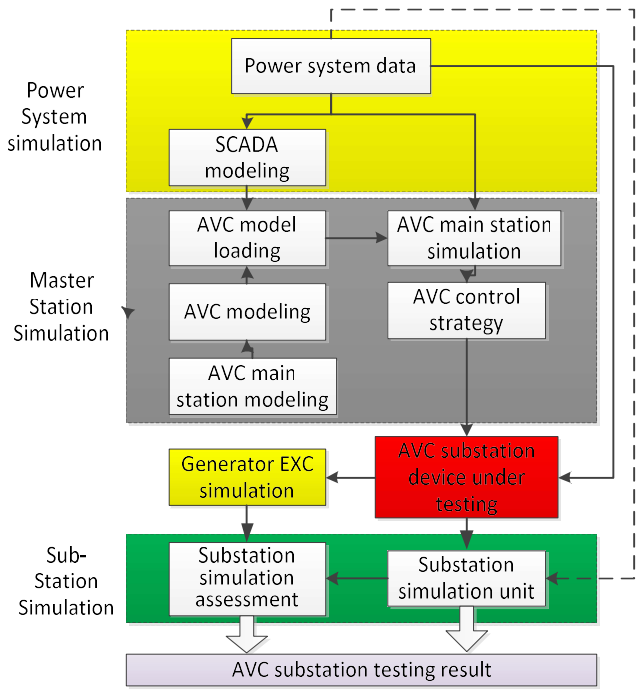 Power system data
Power
System
simulation
SCADA
modeling
AVC model
loading
AVC main station
simulation
Master
Station
Simulation
AVC modeling
AVC control
strategy
AVC main
station modeling
Generator EXC
simulation
AVC substation
device under
testing
Sub-
Station
Simulation
Substation
simulation
assessment
Substation
simulation unit
AVC substation testing result